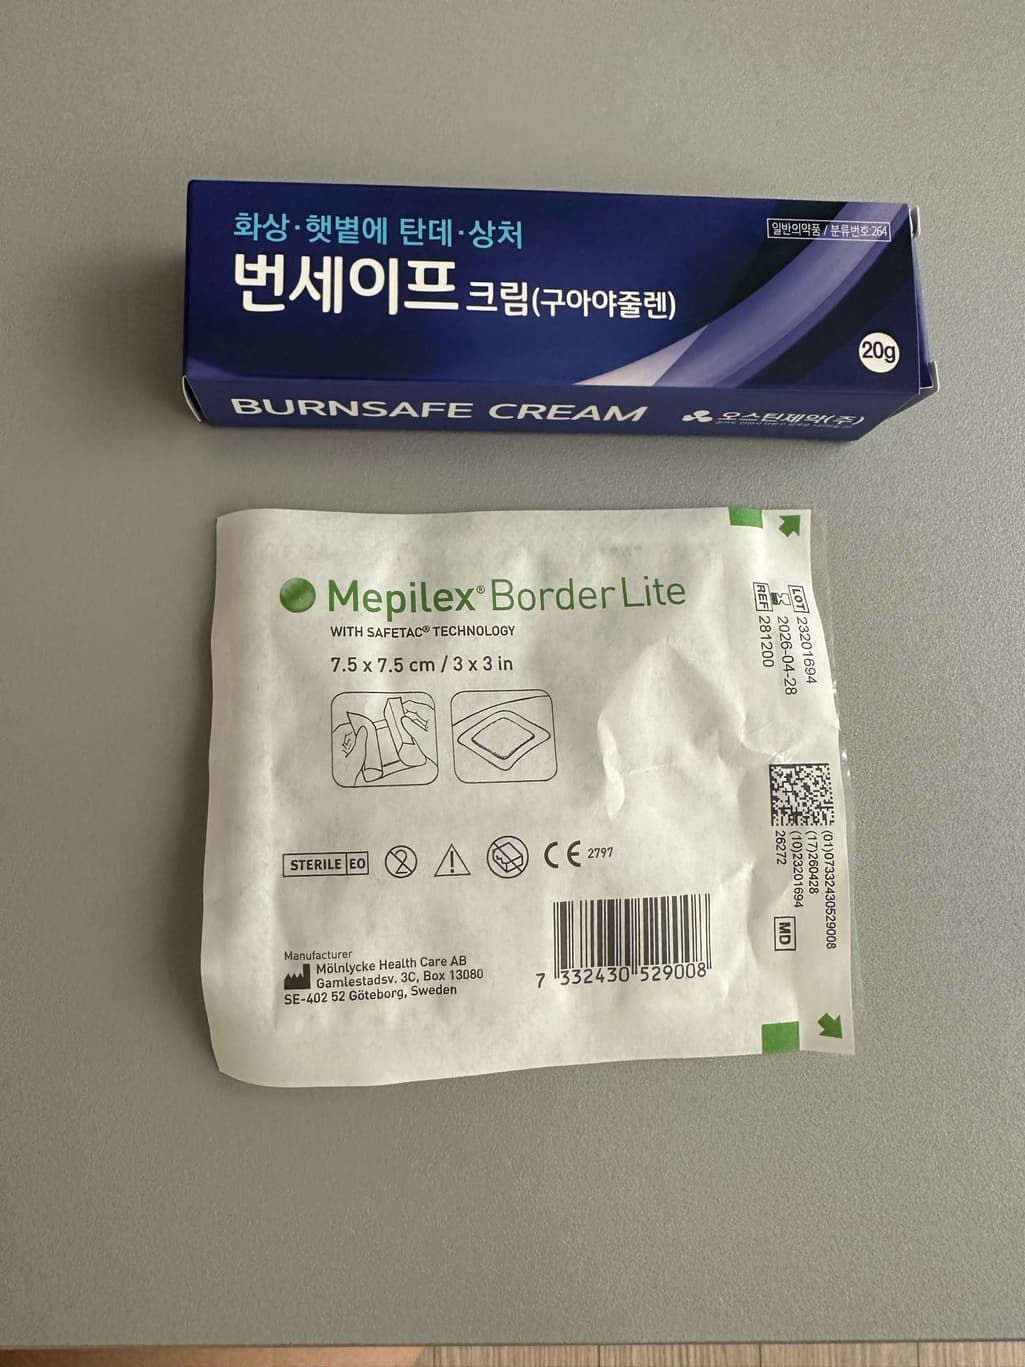 화상·햇볕에 탄데·상처
일반의약품 / 분류번호:264
번세이프 크림(구아야줄렌)
20g
BURNSAFE CREAM
오스틴제약(주)
Mepilex® Border Lite
WITH SAFETAC® TECHNOLOGY
7.5 x 7.5 cm / 3 x 3 in
LOT 23201694
2026-04-28
REF 281200
STERILE EO
2
CE 2797
(01)07332430529008
(17)260428
(10)23201694
26272
MD
Manufacturer
Mölnlycke Health Care AB
Gamlestadsv. 3C, Box 13080
SE-402 52 Göteborg, Sweden
7 332430 529008